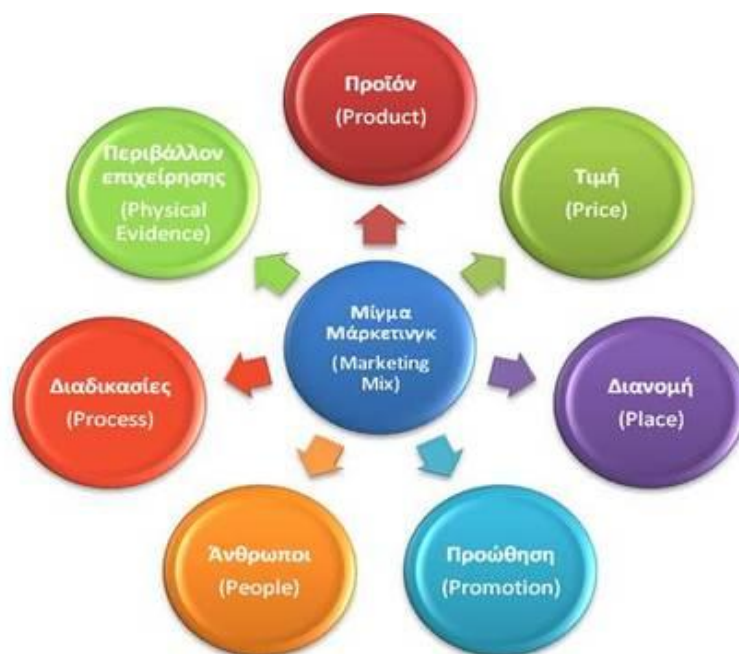 Προϊόν
(Product)
Τιμή
(Price)
Διανομή
(Place)
Προώθηση
(Promotion)
Άνθρωποι
(People)
Διαδικασίες
(Process)
Περιβάλλον
επιχείρησης
(Physical
Evidence)
Μίγμα
Μάρκετινγκ
(Marketing
Mix)